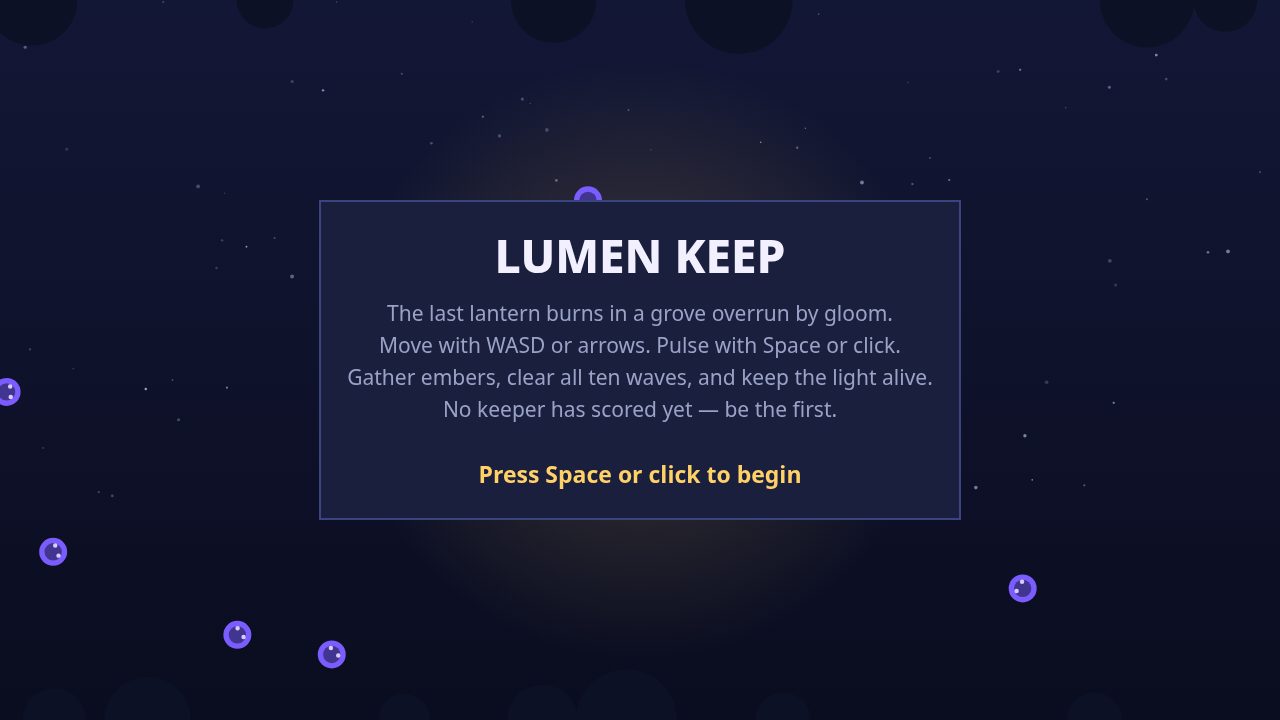 LUMEN KEEP
The last lantern burns in a grove overrun by gloom.
Move with WASD or arrows. Pulse with Space or click.
Gather embers, clear all ten waves, and keep the light alive.
No keeper has scored yet — be the first.
Press Space or click to begin